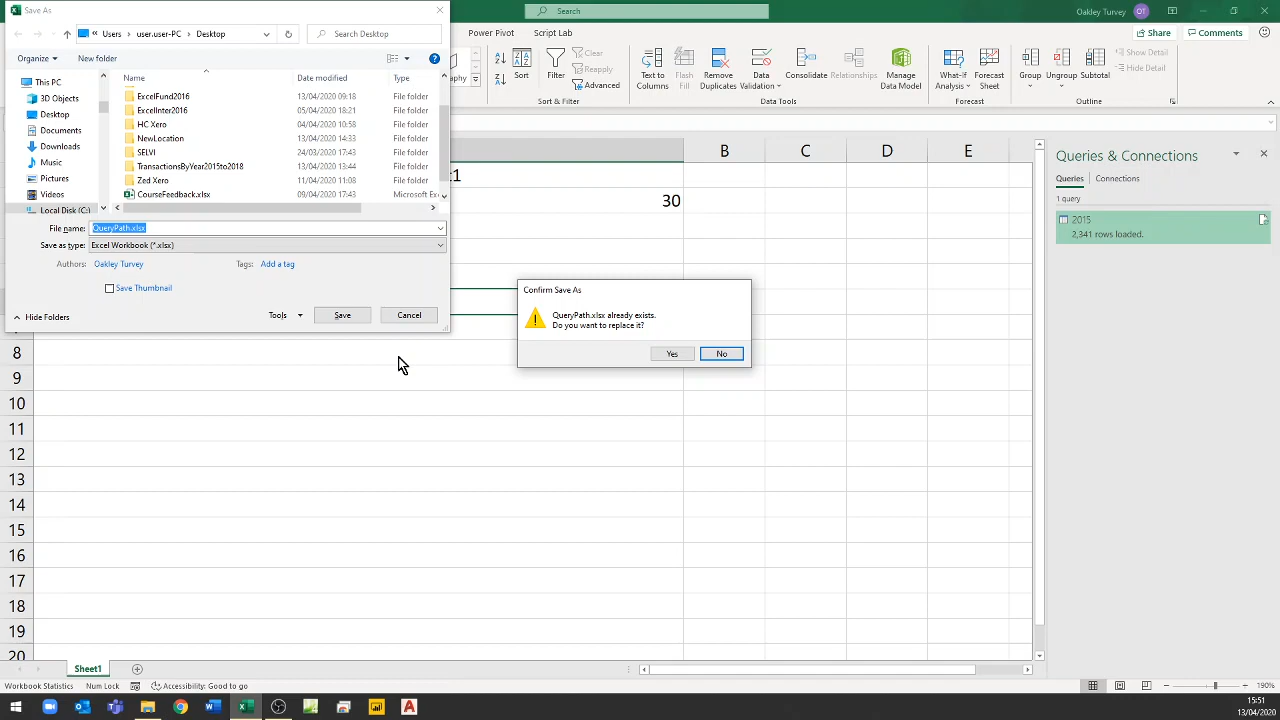 Save As
Users > user.user-PC > Desktop
Search Desktop
Organize
New folder
This PC
3D Objects
Desktop
Documents
Downloads
Music
Pictures
Videos
Local Disk (C:)
Name
Date modified
Type
ExcelFund2016
13/04/2020 09:18
File folder
ExcelInter2016
05/04/2020 18:21
File folder
HC Xero
04/04/2020 10:58
File folder
NewLocation
13/04/2020 14:33
File folder
SELVI
24/03/2020 17:43
File folder
TransactionsByYear2015to2018
13/04/2020 13:44
File folder
Zed Xero
11/04/2020 11:08
File folder
CourseFeedback.xlsx
09/04/2020 17:43
Microsoft Ex
File name: QueryPath.xlsx
Save as type: Excel Workbook (*.xlsx)
Authors: Oakley Turvey
Tags: Add a tag
Save Thumbnail
Hide Folders
Tools
Save
Cancel
Search
Oakley Turvey OT
Power Pivot
Script Lab
Share
Comments
Sort
Filter
Clear
Reapply
Advanced
Sort & Filter
Text to Columns
Flash Fill
Remove Duplicates
Data Validation
Consolidate
Relationships
Manage Data Model
Data Tools
What-if Analysis
Forecast Sheet
Forecast
Group
Ungroup
Subtotal
Show Detail
Hide Detail
Outline
B C D E
30
Confirm Save As
QueryPath.xlsx already exists.
Do you want to replace it?
Yes
No
8
9
10
11
12
13
14
15
16
17
18
19
20
Queries & Connections
Queries
Connections
1 query
2015
2,341 rows loaded.
Sheet1
Workbook Statistics
Num Lock
Accessibility: Good to go
190%
15:51
13/04/2020